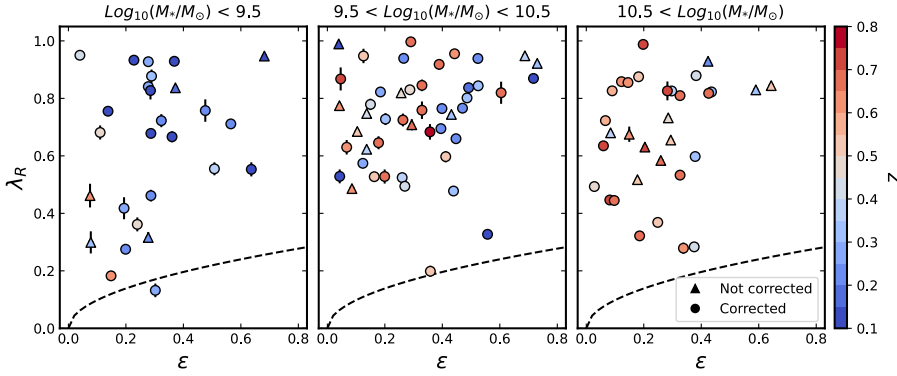 Log₁₀(M*/M⊙) < 9.5
9.5 < Log₁₀(M*/M⊙) < 10.5
10.5 < Log₁₀(M*/M⊙)
λ_R
1.0
0.8
0.6
0.4
0.2
0.0
0.0 0.2 0.4 0.6 0.8
0.0 0.2 0.4 0.6 0.8
0.0 0.2 0.4 0.6 0.8
ε
ε
ε
Not corrected
Corrected
0.8
0.7
0.6
0.5
0.4
0.3
0.2
0.1
z